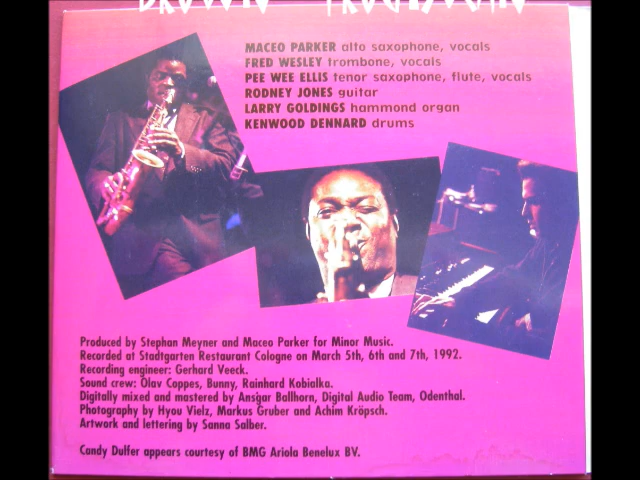 MACEO PARKER alto saxophone, vocals
FRED WESLEY trombone, vocals
PEE WEE ELLIS tenor saxophone, flute, vocals
RODNEY JONES guitar
LARRY GOLDINGS hammond organ
KENWOOD DENNARD drums
Produced by Stephan Meyner and Maceo Parker for Minor Music.
Recorded at Stadtgarten Restaurant Cologne on March 5th, 6th and 7th, 1992.
Recording engineer: Gerhard Veeck.
Sound crew: Olav Coppes, Bunny, Rainhard Kobialka.
Digitally mixed and mastered by Ansgar Ballhorn, Digital Audio Team, Odenthal.
Photography by Hyou Vielz, Markus Gruber and Achim Kröpsch.
Artwork and lettering by Sanna Salber.
Candy Dulfer appears courtesy of BMG Ariola Benelux BV.